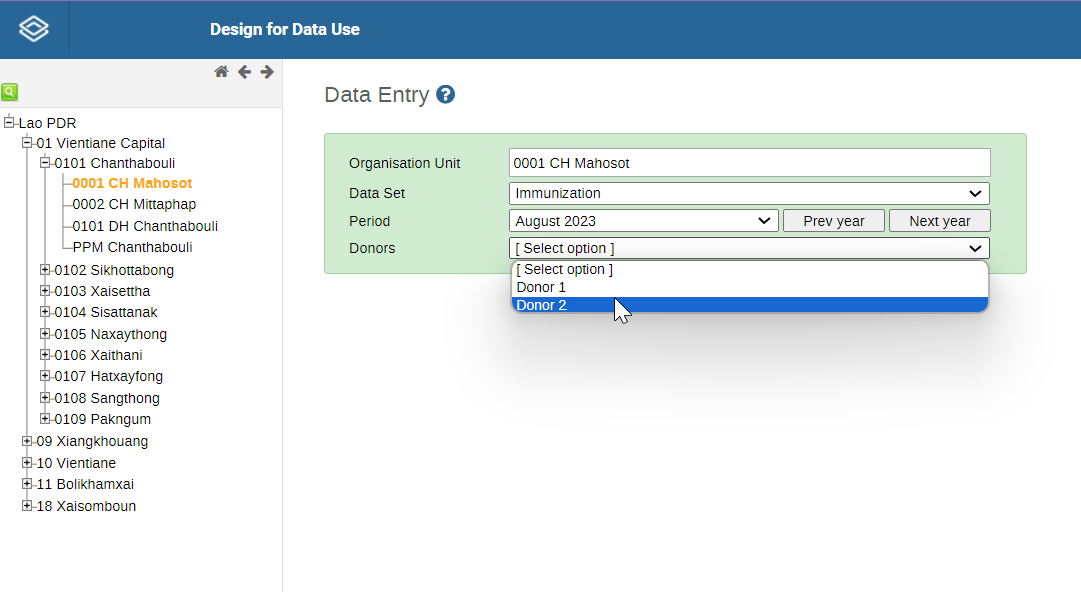 Design for Data Use
Lao PDR
01 Vientiane Capital
0101 Chanthabouli
0001 CH Mahosot
0002 CH Mittaphap
0101 DH Chanthabouli
PPM Chanthabouli
0102 Sikhottabong
0103 Xaisettha
0104 Sisattanak
0105 Naxaythong
0106 Xaithani
0107 Hatxayfong
0108 Sangthong
0109 Pakngum
09 Xiangkhouang
10 Vientiane
11 Bolikhamxai
18 Xaisomboun
Data Entry ?
Organisation Unit 0001 CH Mahosot
Data Set Immunization
Period August 2023 Prev year Next year
Donors [ Select option ]
[ Select option ]
Donor 1
Donor 2